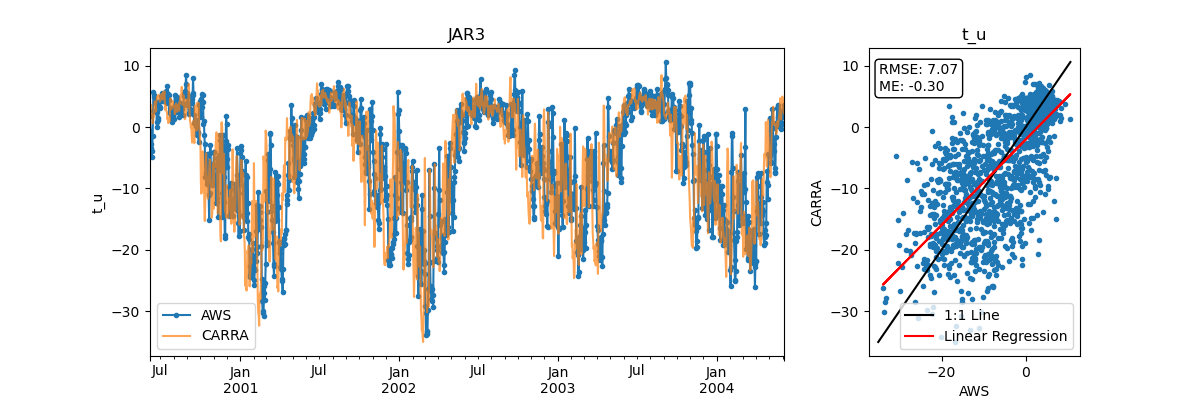 JAR3
t_u
10
0
−10
−20
−30
t_u
AWS
CARRA
Jul
Jan
2001
Jul
Jan
2002
Jul
Jan
2003
Jul
Jan
2004
t_u
RMSE: 7.07
ME: -0.30
10
0
−10
−20
−30
CARRA
1:1 Line
Linear Regression
−20
0
AWS